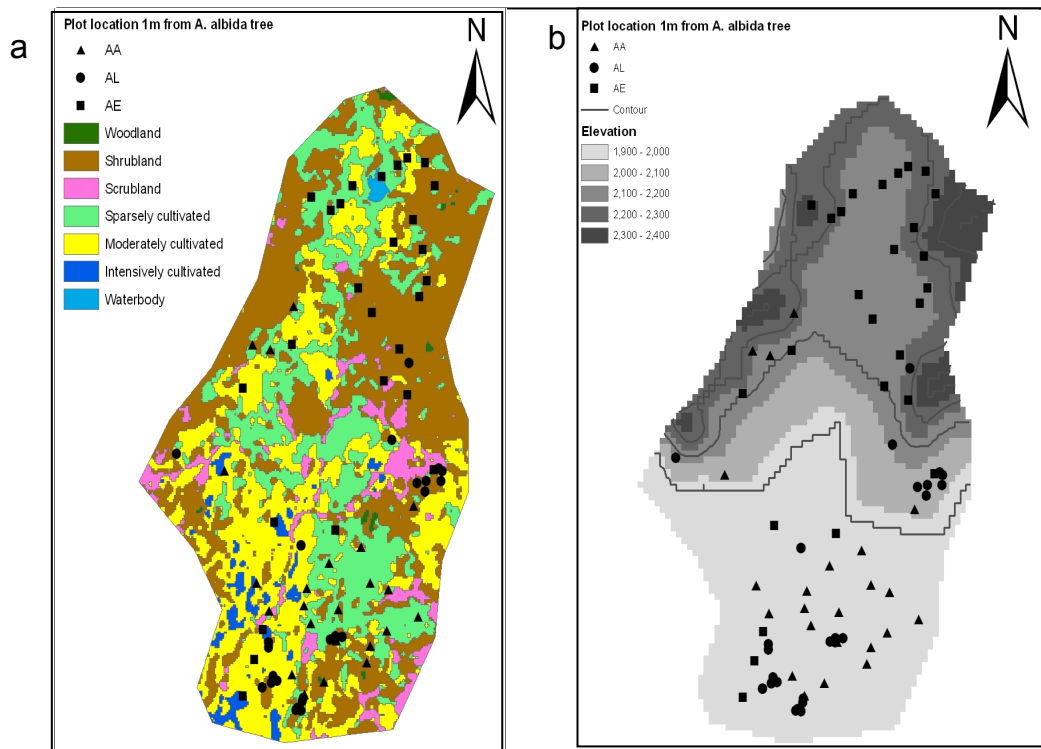 a
Plot location 1m from A. albida tree
AA
AL
AE
Woodland
Shrubland
Scrubland
Sparsely cultivated
Moderately cultivated
Intensively cultivated
Waterbody
N
b
Plot location 1m from A. albida tree
AA
AL
AE
Contour
Elevation
1,900 - 2,000
2,000 - 2,100
2,100 - 2,200
2,200 - 2,300
2,300 - 2,400
N